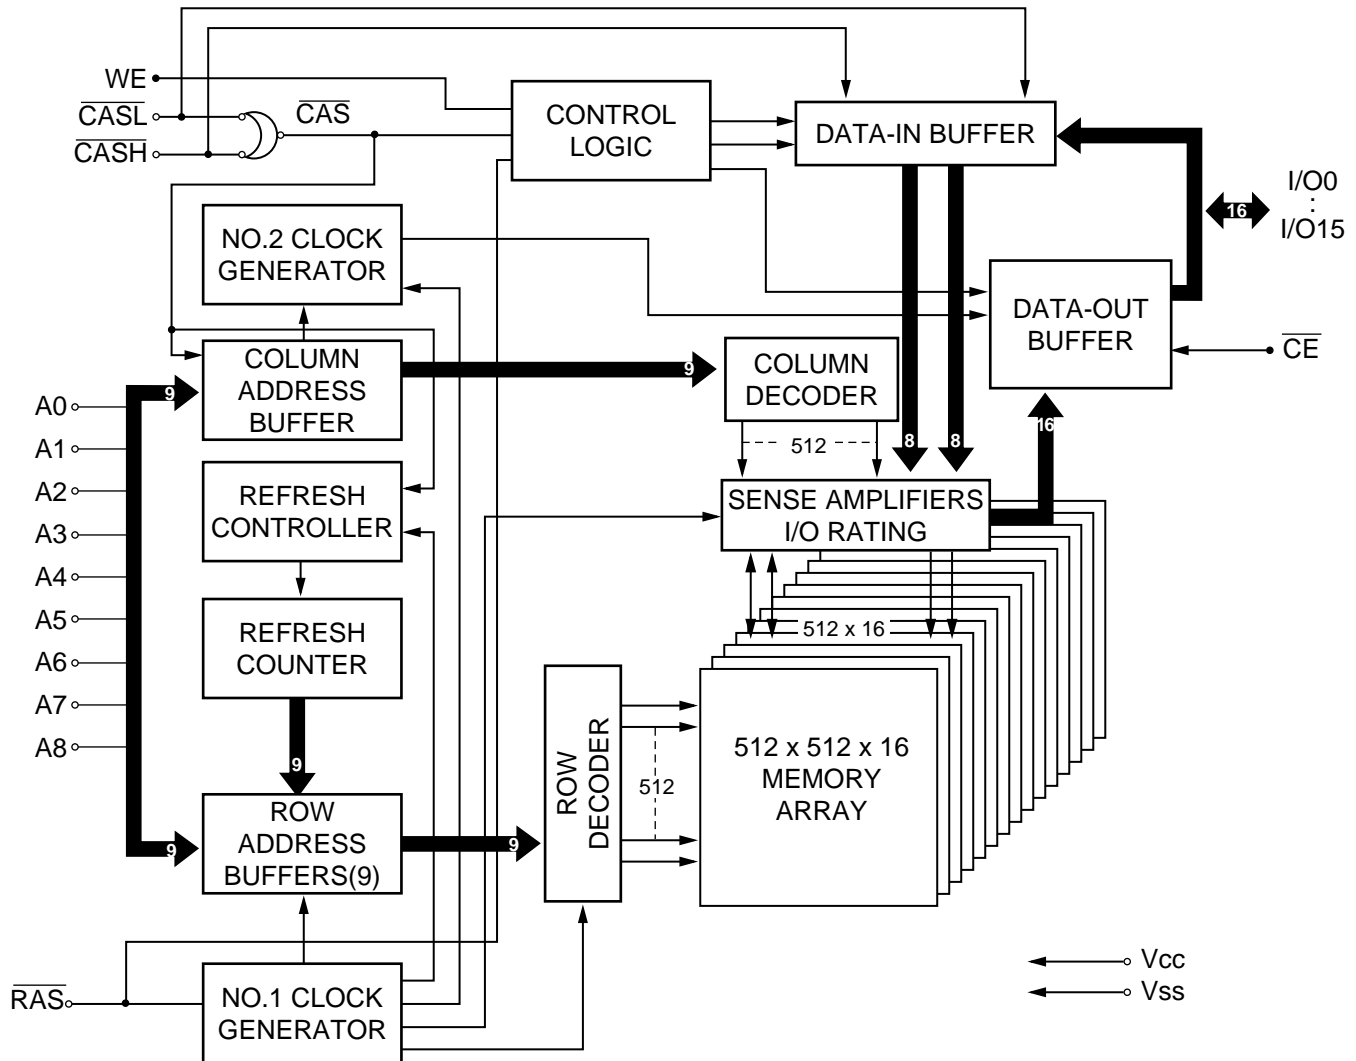 WE
CASL
CASH
CAS
CONTROL
LOGIC
DATA-IN BUFFER
I/O0
:
I/O15
16
NO.2 CLOCK
GENERATOR
DATA-OUT
BUFFER
CE
COLUMN
ADDRESS
BUFFER
9
9
COLUMN
DECODER
512
8
8
16
A0
A1
A2
A3
A4
A5
A6
A7
A8
REFRESH
CONTROLLER
SENSE AMPLIFIERS
I/O RATING
REFRESH
COUNTER
512 x 16
9
ROW
DECODER
512
512 x 512 x 16
MEMORY
ARRAY
ROW
ADDRESS
BUFFERS(9)
9
9
RAS
NO.1 CLOCK
GENERATOR
Vcc
Vss